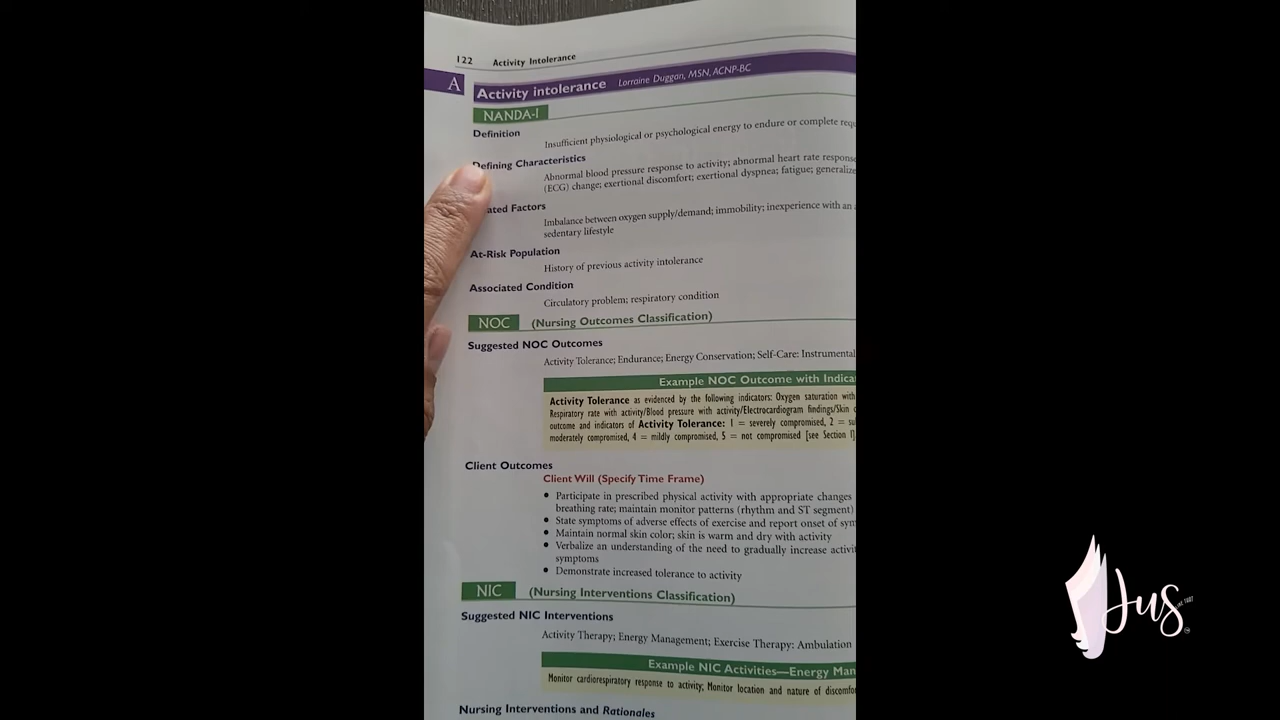 122 Activity Intolerance
A
Activity intolerance Lorraine Duggan, MSN, ACNP-BC
NANDA-I
Definition
Insufficient physiological or psychological energy to endure or complete
Defining Characteristics
Abnormal blood pressure response to activity; abnormal heart rate response
(ECG) change; exertional discomfort; exertional dyspnea; fatigue;
Factors
Imbalance between oxygen supply/demand; immobility; inexperience with an
sedentary lifestyle
At-Risk Population
History of previous activity intolerance
Associated Condition
Circulatory problem; respiratory condition
NOC (Nursing Outcomes Classification)
Suggested NOC Outcomes
Activity Tolerance; Endurance; Energy Conservation; Self-Care: Instrumental
Example NOC Outcome with
Activity Tolerance as evidenced by the following indicators: Oxygen saturation with
Respiratory rate with activity/Blood pressure with activity/Electrocardiogram findings/Skin
outcome and indicators of Activity Tolerance: 1 = severely compromised, 2 =
moderately compromised, 4 = mildly compromised, 5 = not compromised [see Section I]
Client Outcomes
Client Will (Specify Time Frame)
• Participate in prescribed physical activity with appropriate changes
breathing rate; maintain monitor patterns (rhythm and ST segment)
• State symptoms of adverse effects of exercise and report onset of
• Maintain normal skin color; skin is warm and dry with activity
• Verbalize an understanding of the need to gradually increase
symptoms
• Demonstrate increased tolerance to activity
NIC (Nursing Interventions Classification)
Suggested NIC Interventions
Activity Therapy; Energy Management; Exercise Therapy: Ambulation
Example NIC Activities—Energy
Monitor cardiorespiratory response to activity; Monitor location and nature of
Nursing Interventions and Rationales
Jus